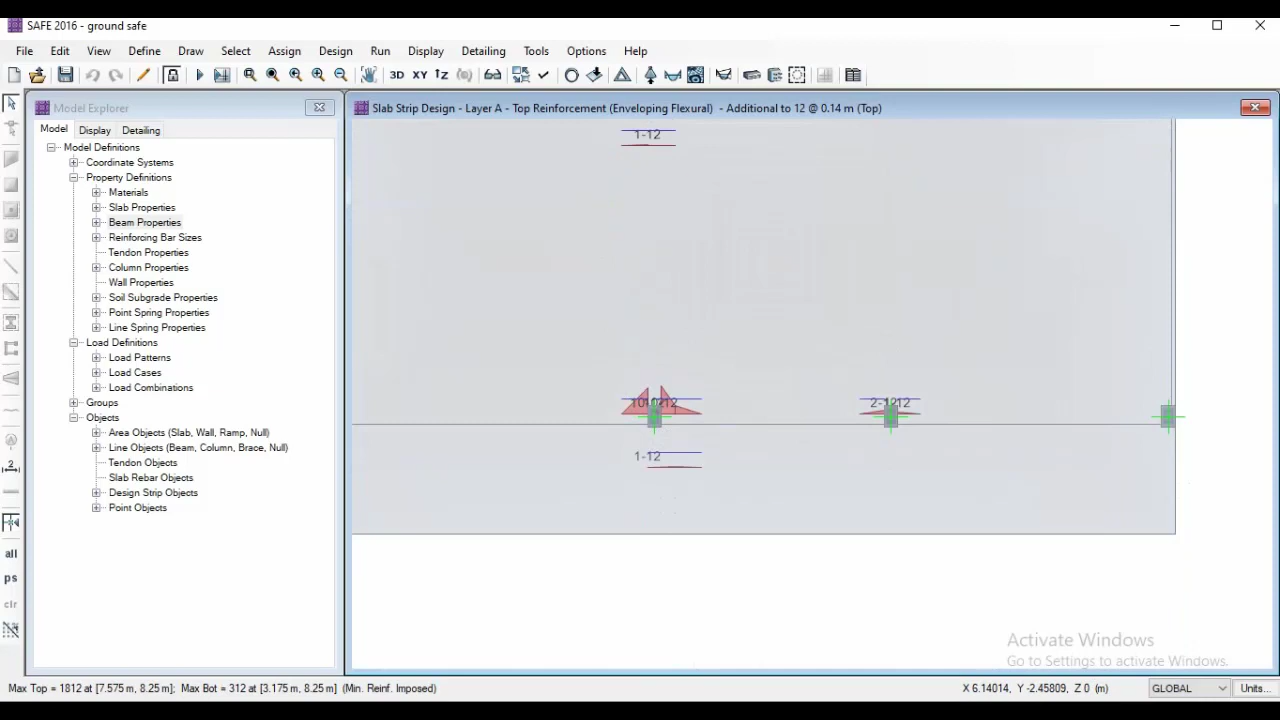 SAFE 2016 - ground safe
File Edit View Define Draw Select Assign Design Run Display Detailing Tools Options Help
3D XY
Model Explorer
Model Display Detailing
Model Definitions
Coordinate Systems
Property Definitions
Materials
Slab Properties
Beam Properties
Reinforcing Bar Sizes
Tendon Properties
Column Properties
Wall Properties
Soil Subgrade Properties
Point Spring Properties
Line Spring Properties
Load Definitions
Load Patterns
Load Cases
Load Combinations
Groups
Objects
Area Objects (Slab, Wall, Ramp, Null)
Line Objects (Beam, Column, Brace, Null)
Tendon Objects
Slab Rebar Objects
Design Strip Objects
Point Objects
all
ps
clr
Slab Strip Design - Layer A - Top Reinforcement (Enveloping Flexural) - Additional to 12 @ 0.14 m (Top)
1-12
1-12
Activate Windows
Go to Settings to activate Windows.
Max Top = 1812 at [7.575 m, 8.25 m]; Max Bot = 312 at [3.175 m, 8.25 m] (Min. Reinf. Imposed)
X 6.14014, Y -2.45809, Z 0 (m)
GLOBAL
Units...